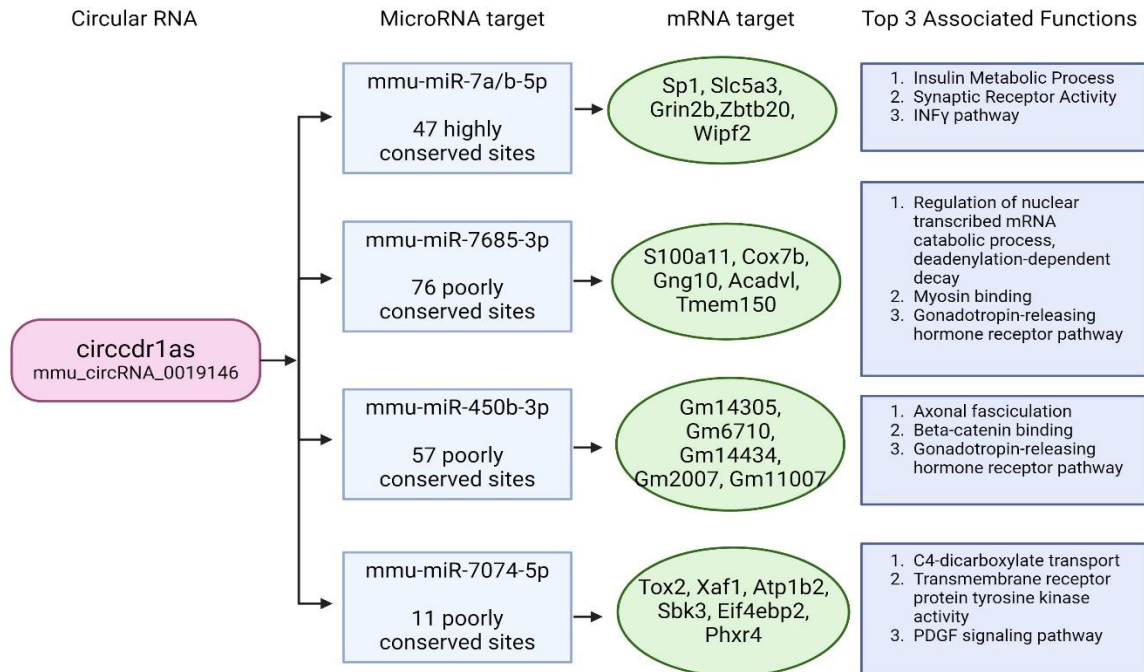 Circular RNA
MicroRNA target
mRNA target
Top 3 Associated Functions
circcdr1as
mmu_circRNA_0019146
mmu-miR-7a/b-5p
47 highly
conserved sites
Sp1, Slc5a3,
Grin2b,Zbtb20,
Wipf2
1. Insulin Metabolic Process
2. Synaptic Receptor Activity
3. INFγ pathway
mmu-miR-7685-3p
76 poorly
conserved sites
S100a11, Cox7b,
Gng10, Acadvl,
Tmem150
1. Regulation of nuclear
transcribed mRNA
catabolic process,
deadenylation-dependent
decay
2. Myosin binding
3. Gonadotropin-releasing
hormone receptor pathway
mmu-miR-450b-3p
57 poorly
conserved sites
Gm14305,
Gm6710,
Gm14434,
Gm2007, Gm11007
1. Axonal fasciculation
2. Beta-catenin binding
3. Gonadotropin-releasing
hormone receptor pathway
mmu-miR-7074-5p
11 poorly
conserved sites
Tox2, Xaf1, Atp1b2,
Sbk3, Eif4ebp2,
Phxr4
1. C4-dicarboxylate transport
2. Transmembrane receptor
protein tyrosine kinase
activity
3. PDGF signaling pathway